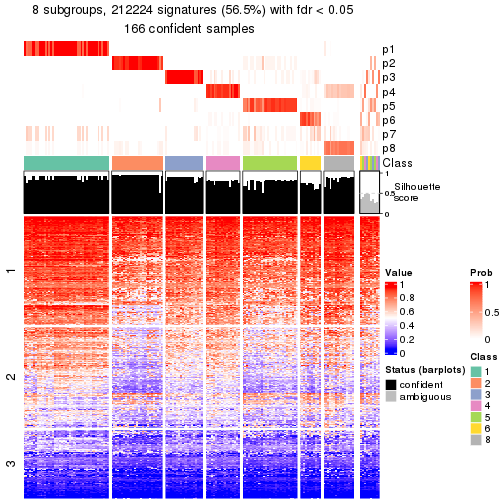 8 subgroups, 212224 signatures (56.5%) with fdr < 0.05
166 confident samples
p1
p2
p3
p4
p5
p6
p7
p8
Class
1
0.5
0
Silhouette
score
1
2
3
Value
1
0.8
0.6
0.4
0.2
0
Prob
1
0.5
0
Status (barplots)
confident
ambiguous
Class
1
2
3
4
5
6
8